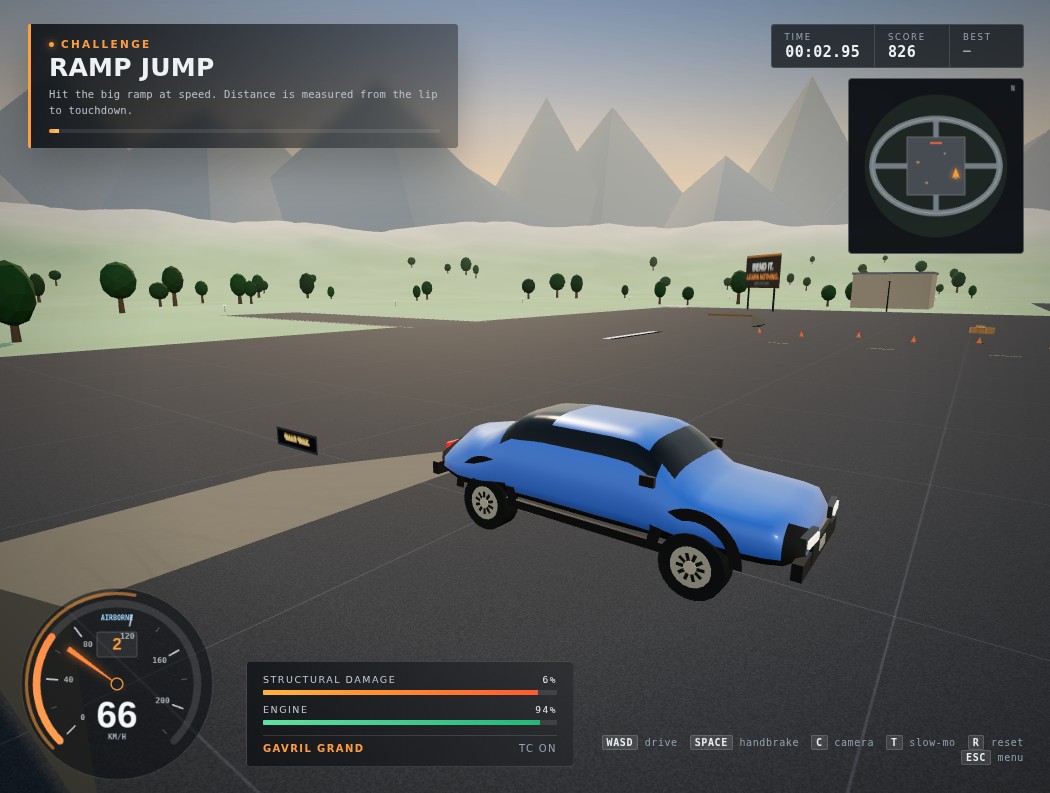 CHALLENGE
RAMP JUMP
Hit the big ramp at speed. Distance is measured from the lip
to touchdown.
TIME
00:02.95
SCORE
826
BEST
—
N
BEND IT.
AIRBORNE
2
0
40
80
120
160
200
66
KM/H
STRUCTURAL DAMAGE 6%
ENGINE 94%
GAVRIL GRAND TC ON
WASD drive SPACE handbrake C camera T slow-mo R reset
ESC menu